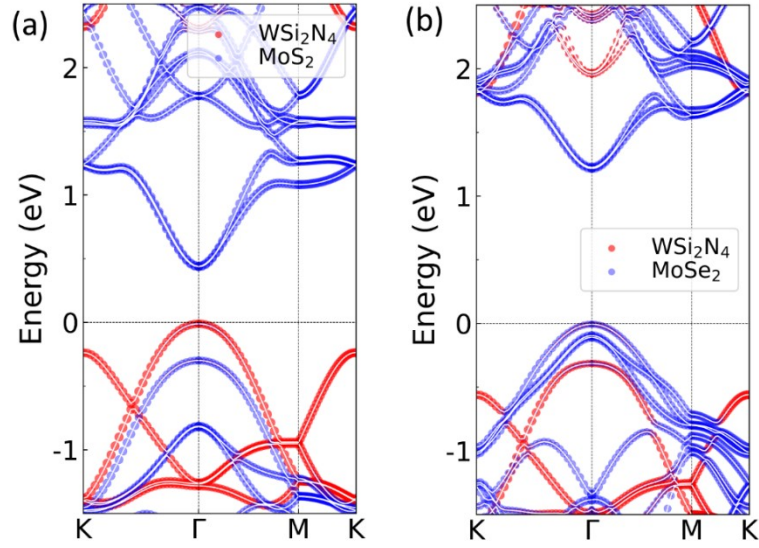 (a)
WSi₂N₄
MoS₂
Energy (eV)
2
1
0
-1
K Γ M K
(b)
WSi₂N₄
MoSe₂
Energy (eV)
2
1
0
-1
K Γ M K